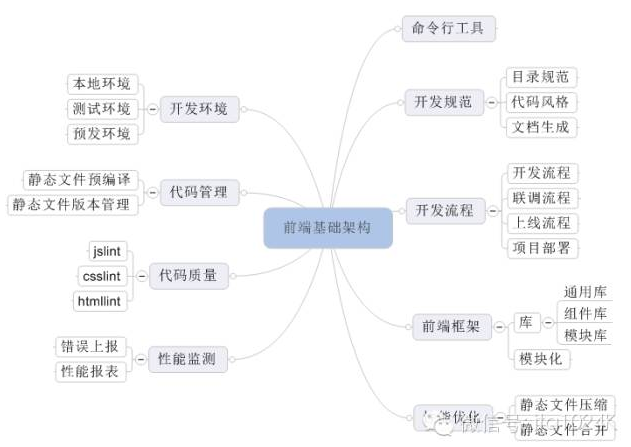 命令行工具
开发规范
目录规范
代码风格
文档生成
开发流程
开发流程
联调流程
上线流程
项目部署
前端框架
库
通用库
组件库
模块库
模块化
优化
静态文件压缩
静态文件合并
前端基础架构
开发环境
本地环境
测试环境
预发环境
代码管理
静态文件预编译
静态文件版本管理
代码质量
jslint
csslint
htmllint
性能监测
错误上报
性能报表
微信号: